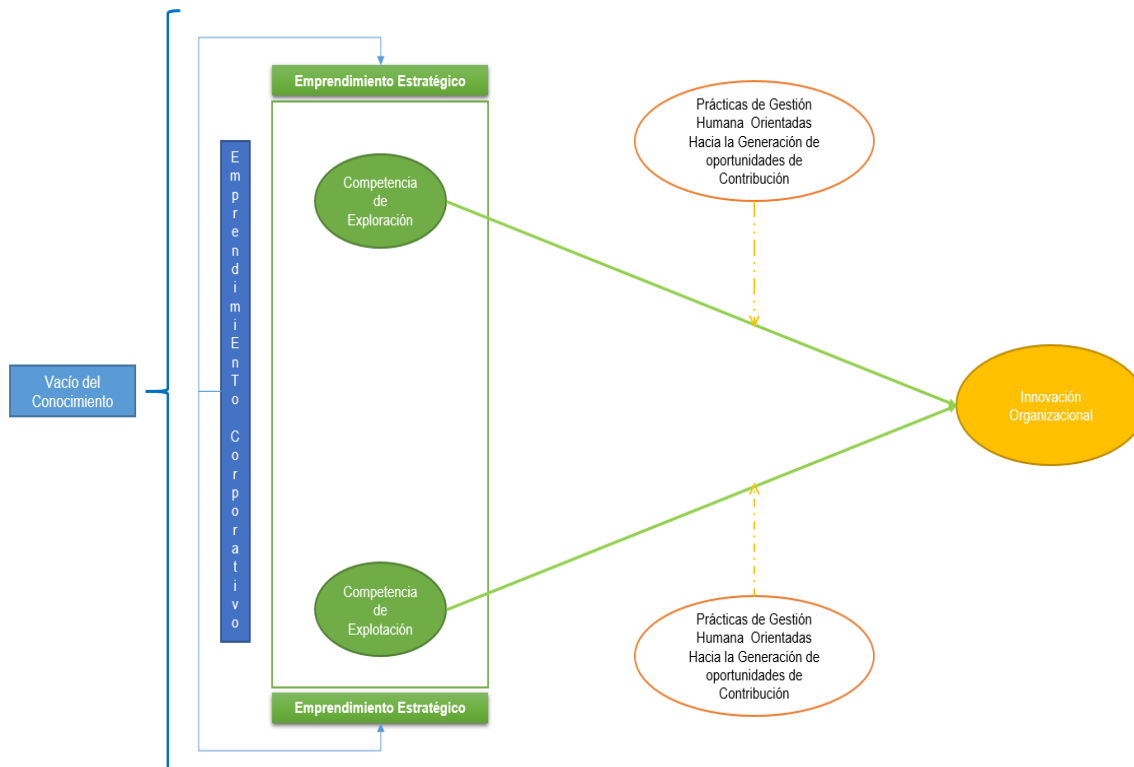 Emprendimiento Estratégico
Prácticas de Gestión
Humana Orientadas
Hacia la Generación de
oportunidades de
Contribución
EmprendimiEnTo Corporativo
Competencia
de
Exploración
Vacío del
Conocimiento
Innovación
Organizacional
Competencia
de
Explotación
Prácticas de Gestión
Humana Orientadas
Hacia la Generación de
oportunidades de
Contribución
Emprendimiento Estratégico